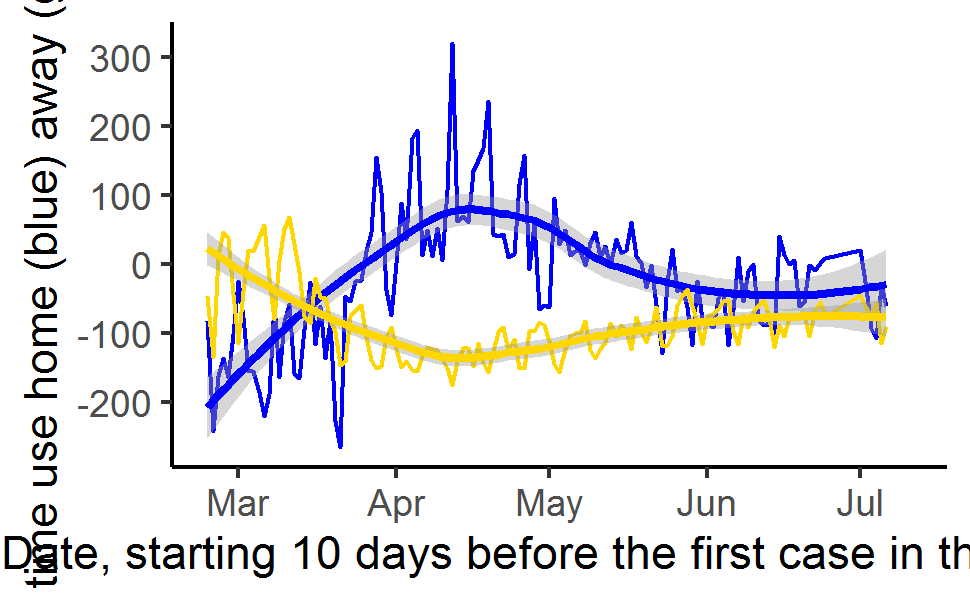 time use home (blue) away (
300
200
100
0
-100
-200
Mar Apr May Jun Jul
Date, starting 10 days before the first case in th